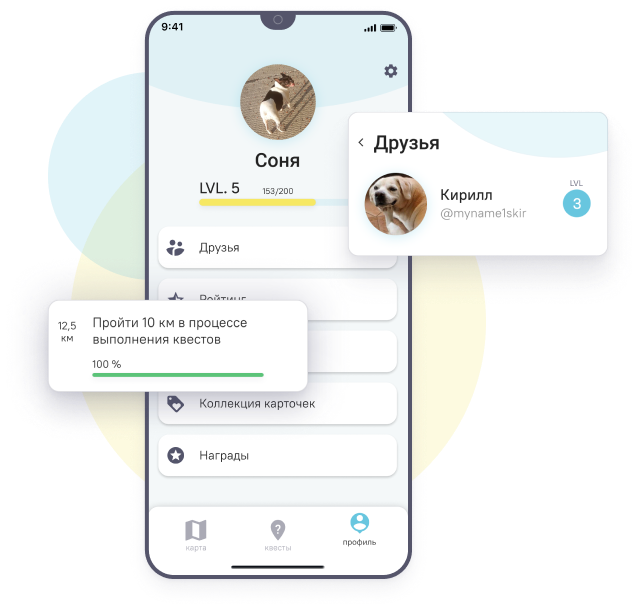 9:41
Соня
LVL. 5
153/200
Друзья
Кирилл
@myname1skir
LVL
3
Друзья
Рейтинг
12,5
км
Пройти 10 км в процессе
выполнения квестов
100 %
Коллекция карточек
Награды
карта
квесты
профиль